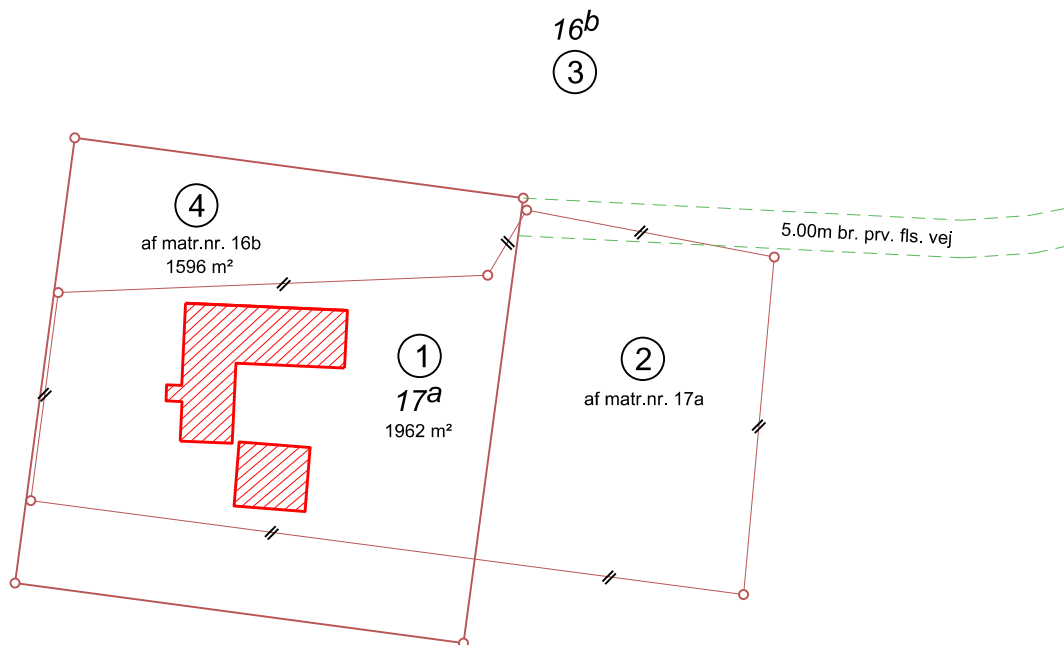 16b
3
4
af matr.nr. 16b
1596 m²
5.00m br. prv. fls. vej
1
17a
1962 m²
2
af matr.nr. 17a